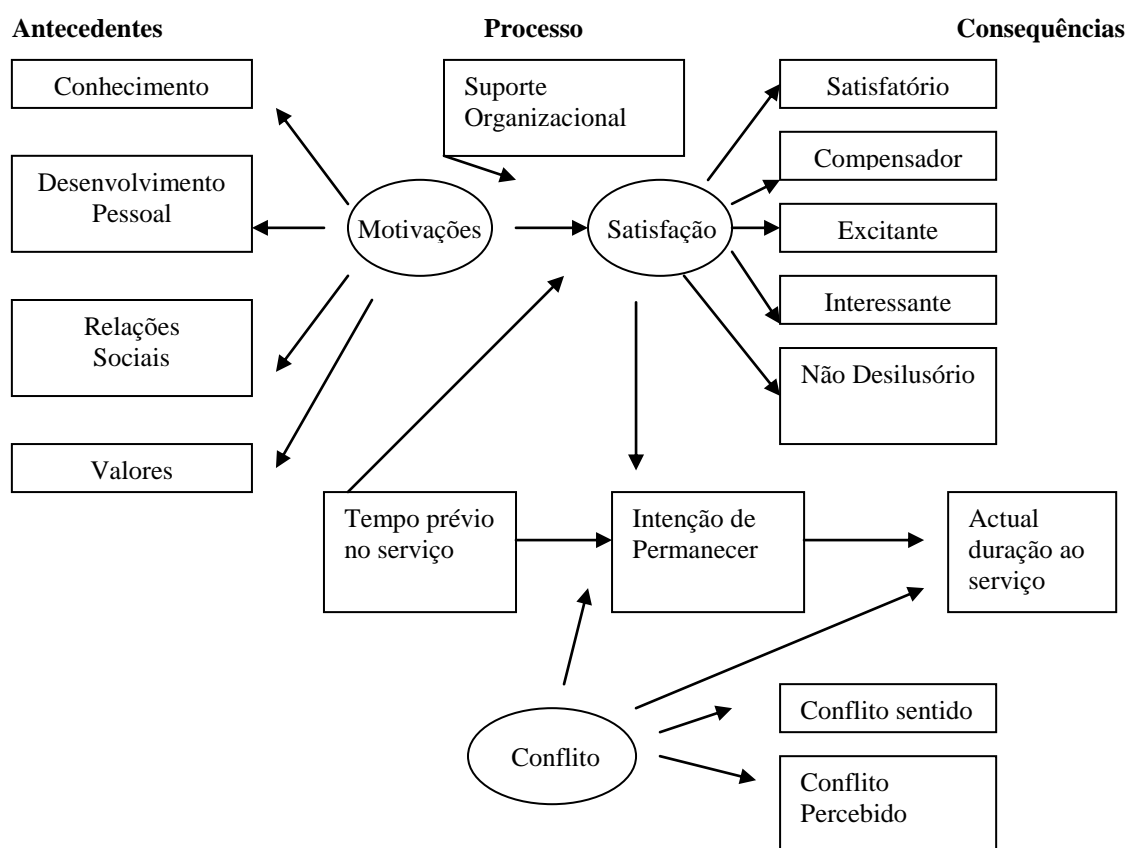 Antecedentes
Processo
Consequências
Conhecimento
Suporte
Organizacional
Satisfatório
Compensador
Desenvolvimento
Pessoal
Motivações
Satisfação
Excitante
Interessante
Relações
Sociais
Não Desilusório
Valores
Tempo prévio
no serviço
Intenção de
Permanecer
Actual
duração ao
serviço
Conflito sentido
Conflito
Conflito
Percebido